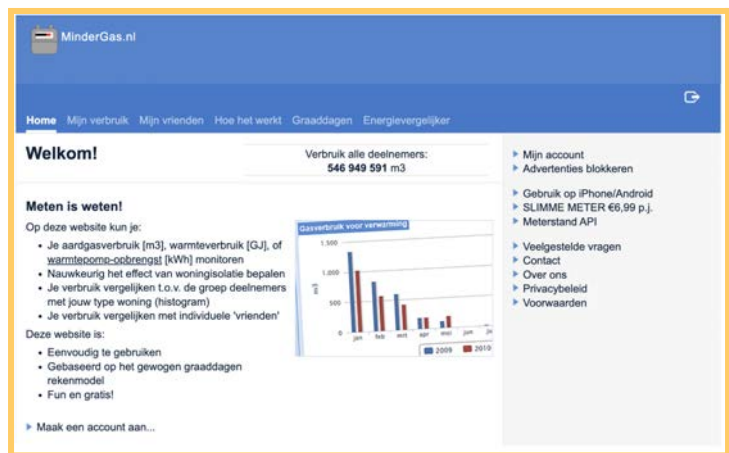 MinderGas.nl
Home Mijn verbruik Mijn vrienden Hoe het werkt Graaddagen Energievergelijker
Welkom!
Verbruik alle deelnemers:
546 949 591 m3
Meten is weten!
Op deze website kun je:
• Je aardgasverbruik [m3], warmteverbruik [GJ], of
warmtepomp-opbrengst [kWh] monitoren
• Nauwkeurig het effect van woningisolatie bepalen
• Je verbruik vergelijken t.o.v. de groep deelnemers
met jouw type woning (histogram)
• Je verbruik vergelijken met individuele 'vrienden'
Deze website is:
• Eenvoudig te gebruiken
• Gebaseerd op het gewogen graaddagen
rekenmodel
• Fun en gratis!
Maak een account aan...
Gasverbruik voor verwarming
1.500
1.000
m3
500
0
jan feb mrt apr mei jun
2009 2010
Mijn account
Advertenties blokkeren
Gebruik op iPhone/Android
SLIMME METER €6,99 p.j.
Meterstand API
Veelgestelde vragen
Contact
Over ons
Privacybeleid
Voorwaarden